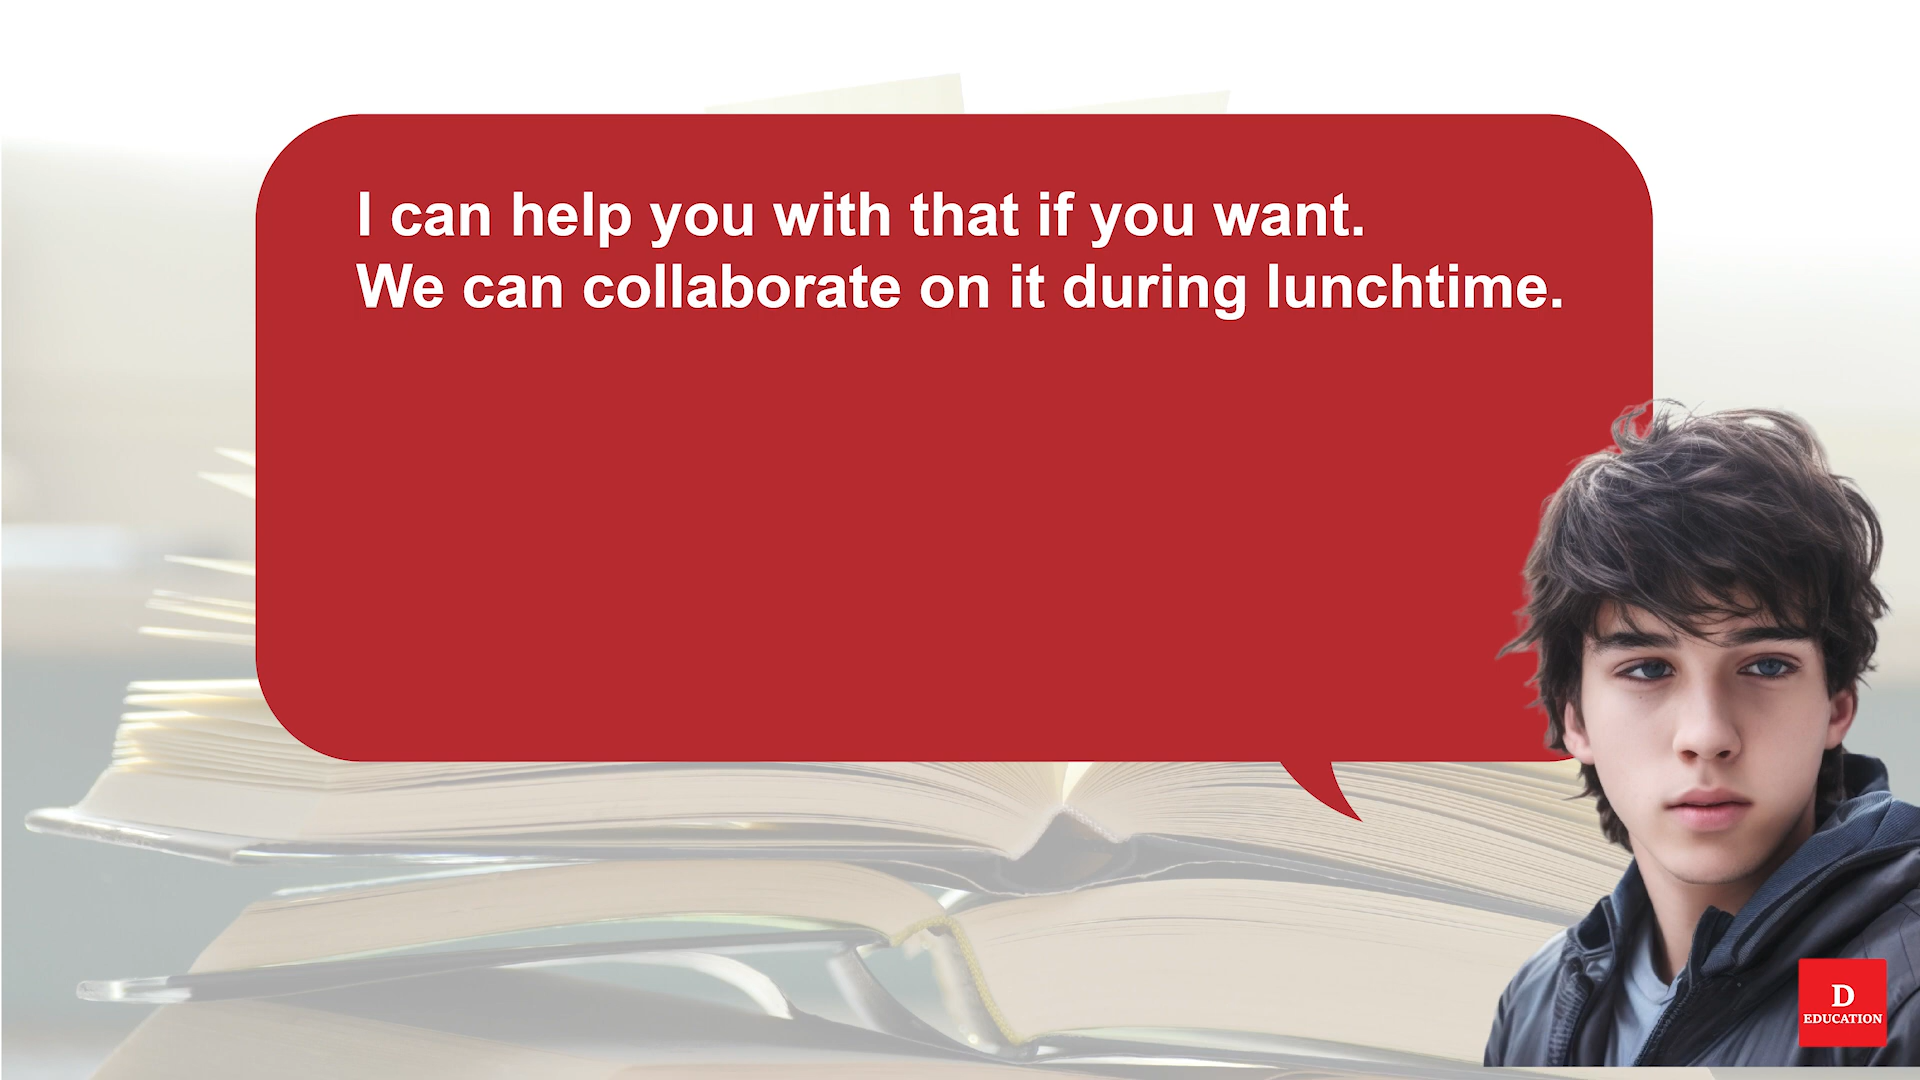 I can help you with that if you want.
We can collaborate on it during lunchtime.
D
EDUCATION